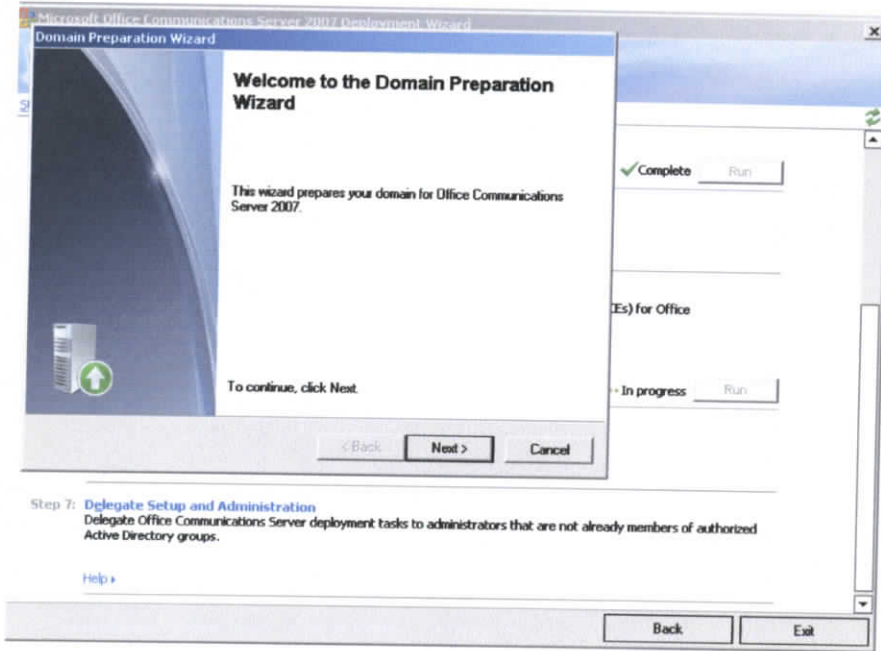 Microsoft Office Communications Server 2007 Deployment Wizard
Domain Preparation Wizard
Welcome to the Domain Preparation
Wizard
This wizard prepares your domain for Office Communications
Server 2007.
To continue, click Next.
< Back
Next >
Cancel
Complete
Run
Es) for Office
In progress
Run
Step 7: Delegate Setup and Administration
Delegate Office Communications Server deployment tasks to administrators that are not already members of authorized
Active Directory groups.
Help
Back
Exit